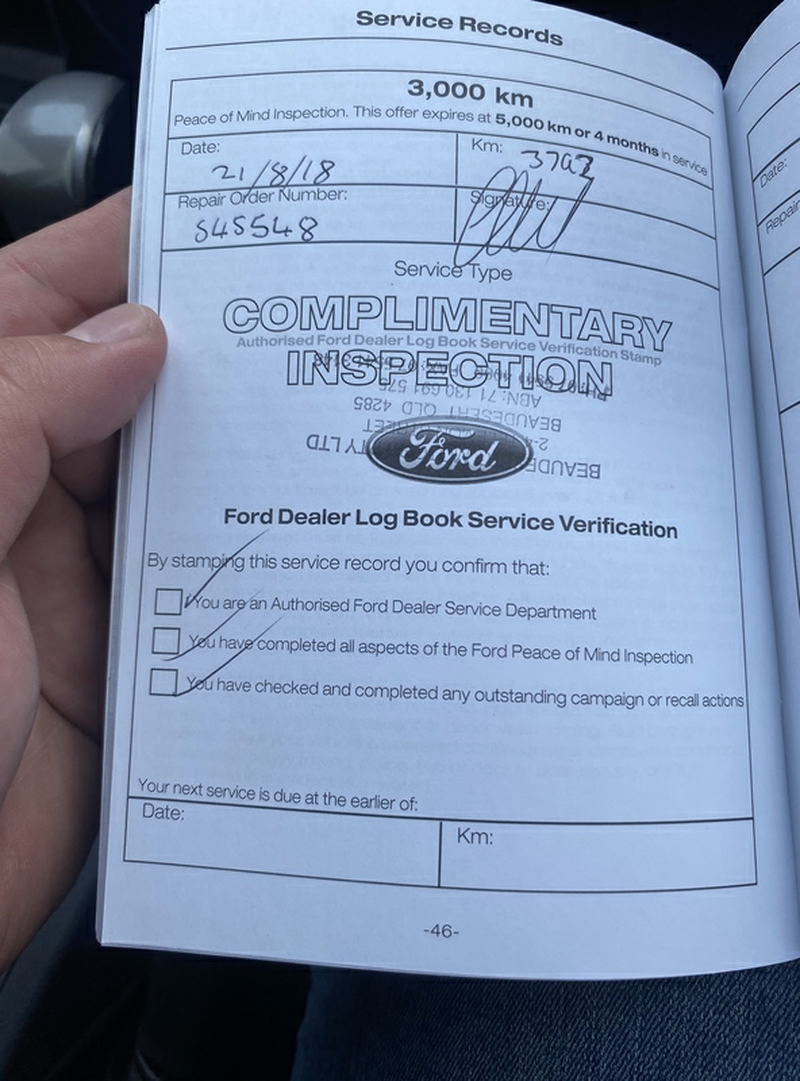 Service Records
3,000 km
Peace of Mind Inspection. This offer expires at 5,000 km or 4 months in service
Date:
21/8/18
Km:
3792
Repair Order Number:
S45548
Signature:
Service Type
COMPLIMENTARY
Authorised Ford Dealer Log Book Service Verification Stamp
INSPECTION
ABN: 71 130 691 575
BEAUDESERT QLD 4285
Ford
Ford Dealer Log Book Service Verification
By stamping this service record you confirm that:
You are an Authorised Ford Dealer Service Department
You have completed all aspects of the Ford Peace of Mind Inspection
You have checked and completed any outstanding campaign or recall actions
Your next service is due at the earlier of:
Date:
Km:
-46-
Date:
Repair